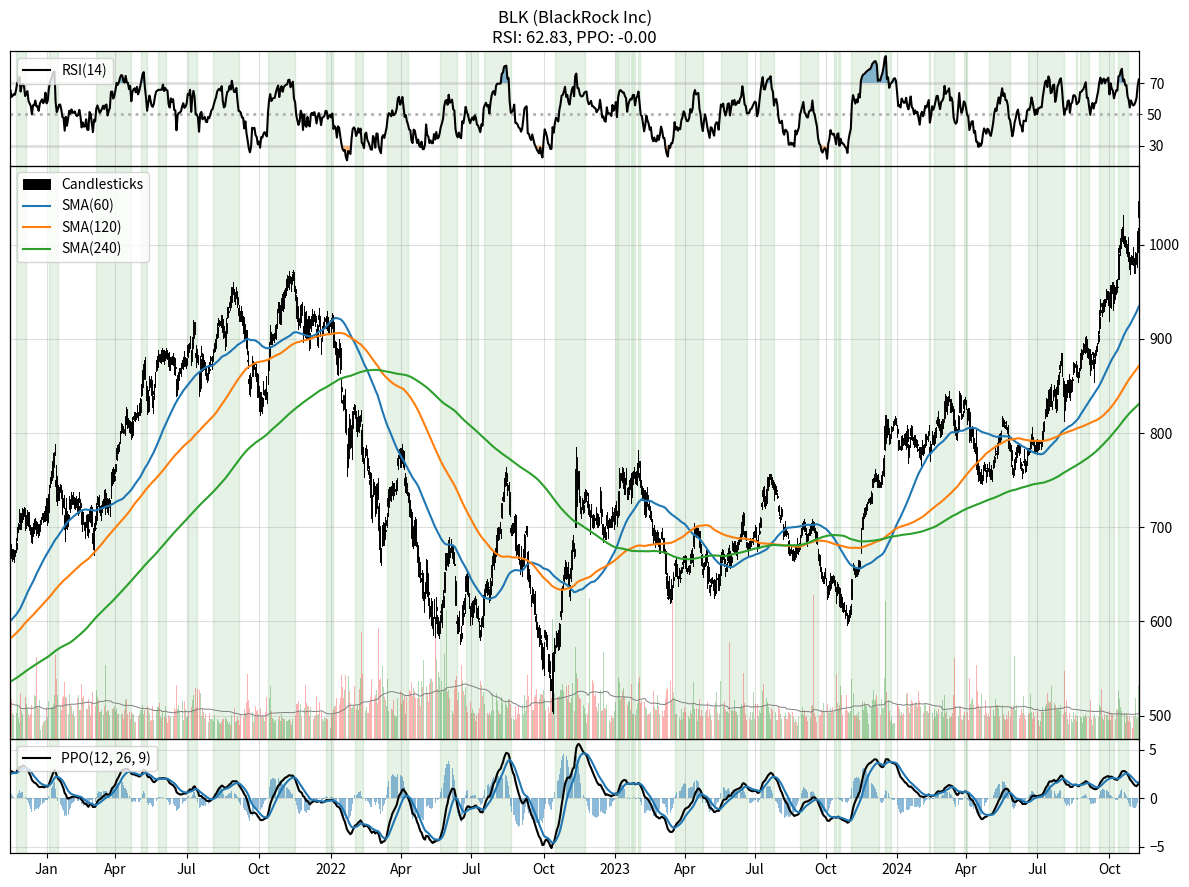 BLK (BlackRock Inc)
RSI: 62.83, PPO: -0.00
RSI(14)
70
50
30
Candlesticks
SMA(60)
SMA(120)
SMA(240)
1000
900
800
700
600
500
PPO(12, 26, 9)
5
0
−5
Jan Apr Jul Oct 2022 Apr Jul Oct 2023 Apr Jul Oct 2024 Apr Jul Oct